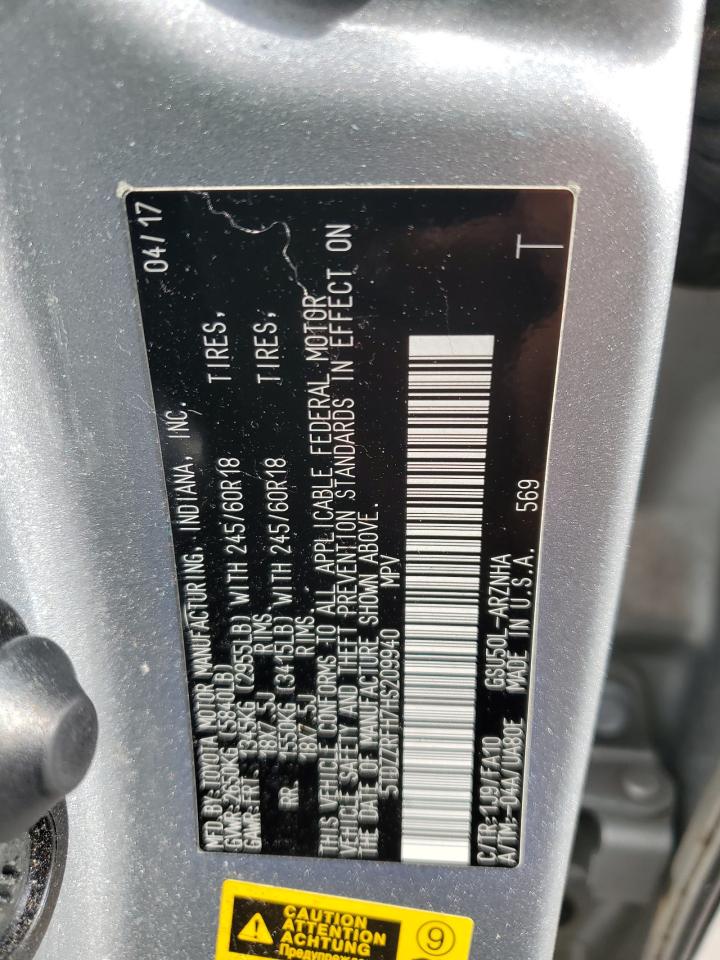 MFD.BY: TOYOTA MOTOR MANUFACTURING, INDIANA, INC. 04/17
GVWR 2650KG (5840LB)
GAWR FRT. 1345KG (2955LB) WITH 245/60R18 TIRES,
18X7.5J RIMS
RR. 1550KG (3415LB) WITH 245/60R18 TIRES,
18X7.5J RIMS
THIS VEHICLE CONFORMS TO ALL APPLICABLE FEDERAL MOTOR
VEHICLE SAFETY AND THEFT PREVENTION STANDARDS IN EFFECT ON
THE DATE OF MANUFACTURE SHOWN ABOVE.
5TDZZRFH7HS209940 MPV
C/TR: 1J9/FA10 GSU50L-ARZNHA
A/TM: -04A/UA80E MADE IN U.S.A. 569
T
CAUTION
ATTENTION
ACHTUNG
9